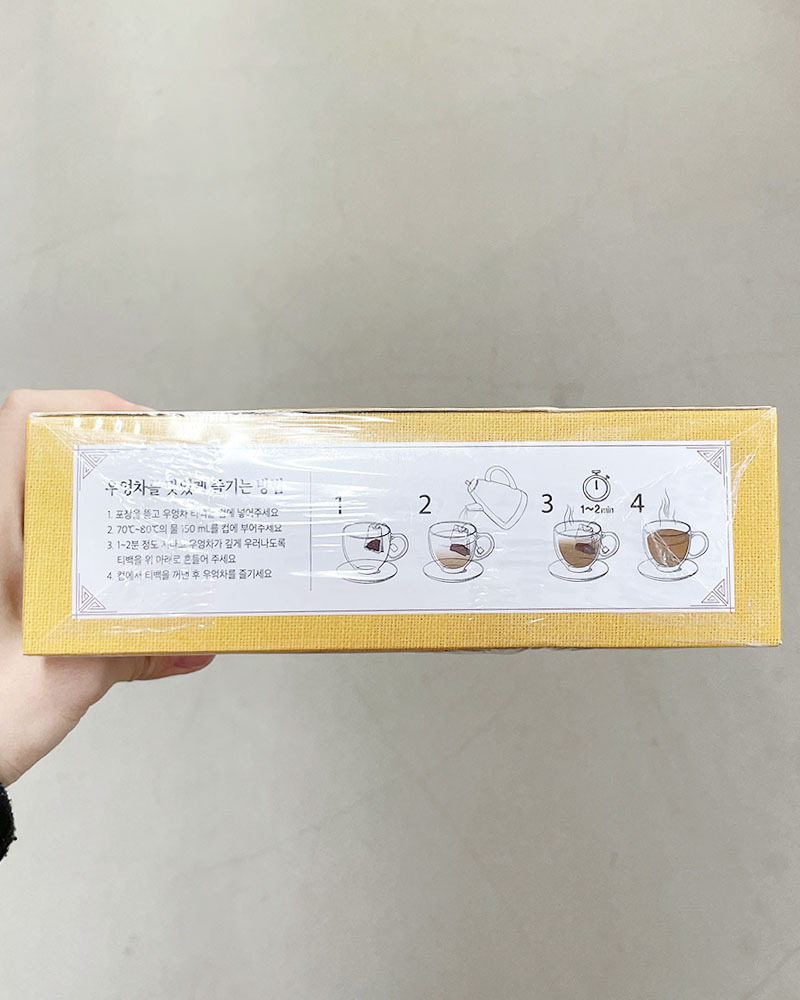 우엉차를 맛있게 즐기는 방법
1. 포장을 뜯고 우엉차 티백을 컵에 넣어주세요
2. 70℃~80℃의 물 150 mL를 컵에 부어주세요
3. 1~2분 정도 지나고 우엉차가 깊게 우러나도록
티백을 위 아래로 흔들어 주세요
4. 컵에서 티백을 꺼낸 후 우엉차를 즐기세요
1
2
3
1~2min
4